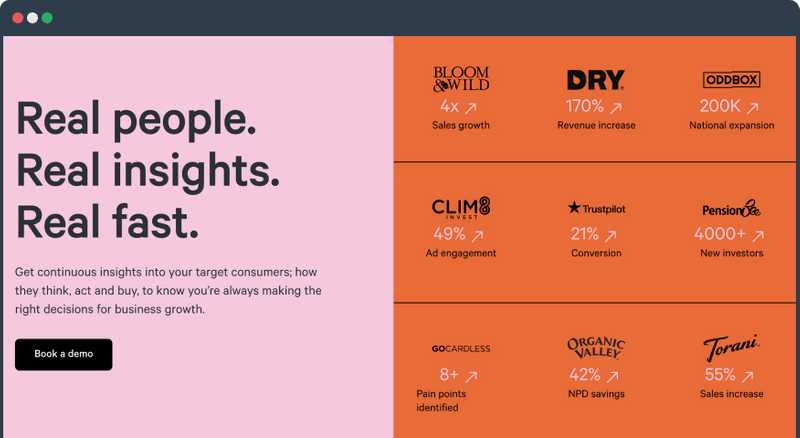 Real people.
Real insights.
Real fast.
Get continuous insights into your target consumers; how
they think, act and buy, to know you're always making the
right decisions for business growth.
Book a demo
BLOOM
&WILD
4x ↗
Sales growth
DRY
170% ↗
Revenue increase
ODDBOX
200K ↗
National expansion
CLIM8
INVEST
49% ↗
Ad engagement
Trustpilot
21% ↗
Conversion
PensionBee
4000+ ↗
New investors
GOCARDLESS
8+ ↗
Pain points
identified
ORGANIC
VALLEY
42% ↗
NPD savings
Torani
55% ↗
Sales increase